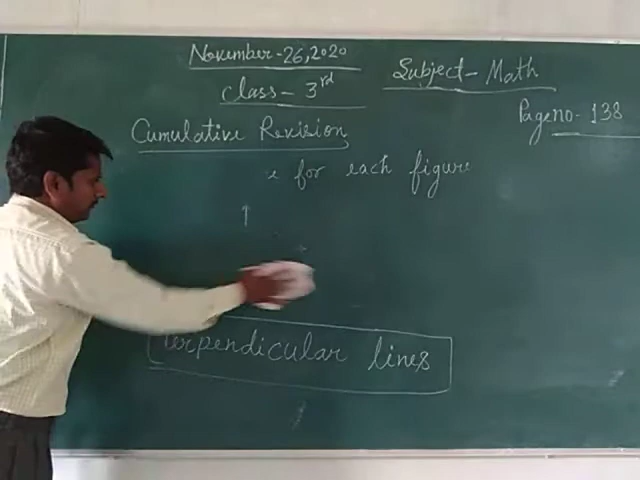 November-26,2020
Subject-Math
Class-3rd
Page no-138
Cumulative Revision
for each figure
Perpendicular lines